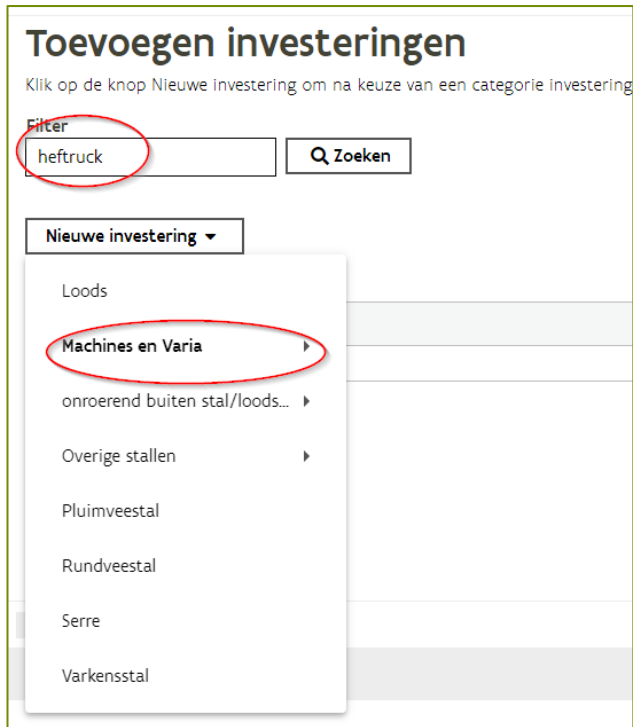 Toevoegen investeringen
Klik op de knop Nieuwe investering om na keuze van een categorie investering
Filter
heftruck
Zoeken
Nieuwe investering
Loods
Machines en Varia
onroerend buiten stal/loods...
Overige stallen
Pluimveestal
Rundveestal
Serre
Varkensstal